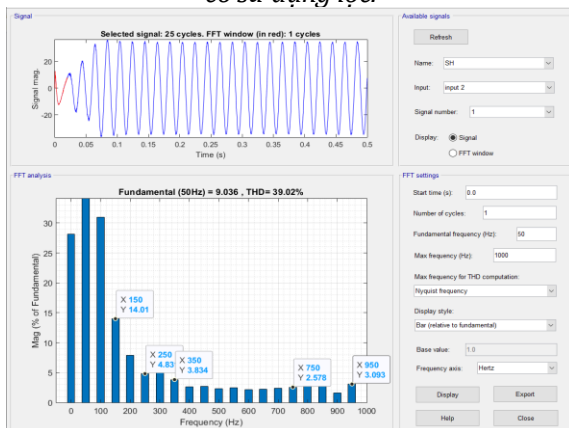 có sử dụng lọc.
Signal
Selected signal: 25 cycles. FFT window (in red): 1 cycles
Signal mag.
20
0
-20
0 0.05 0.1 0.15 0.2 0.25 0.3 0.35 0.4 0.45 0.5
Time (s)
FFT analysis
Fundamental (50Hz) = 9.036 , THD= 39.02%
Mag (% of Fundamental)
30
25
20
15
10
5
0
X 150
Y 14.01
X 250
Y 4.83
X 350
Y 3.834
X 750
Y 2.578
X 950
Y 3.093
0 100 200 300 400 500 600 700 800 900 1000
Frequency (Hz)
Available signals
Refresh
Name: SH
Input: input 2
Signal number: 1
Display: Signal
FFT window
FFT settings
Start time (s): 0.0
Number of cycles: 1
Fundamental frequency (Hz): 50
Max frequency (Hz): 1000
Max frequency for THD computation:
Nyquist frequency
Display style:
Bar (relative to fundamental)
Base value: 1.0
Frequency axis: Hertz
Display Export
Help Close